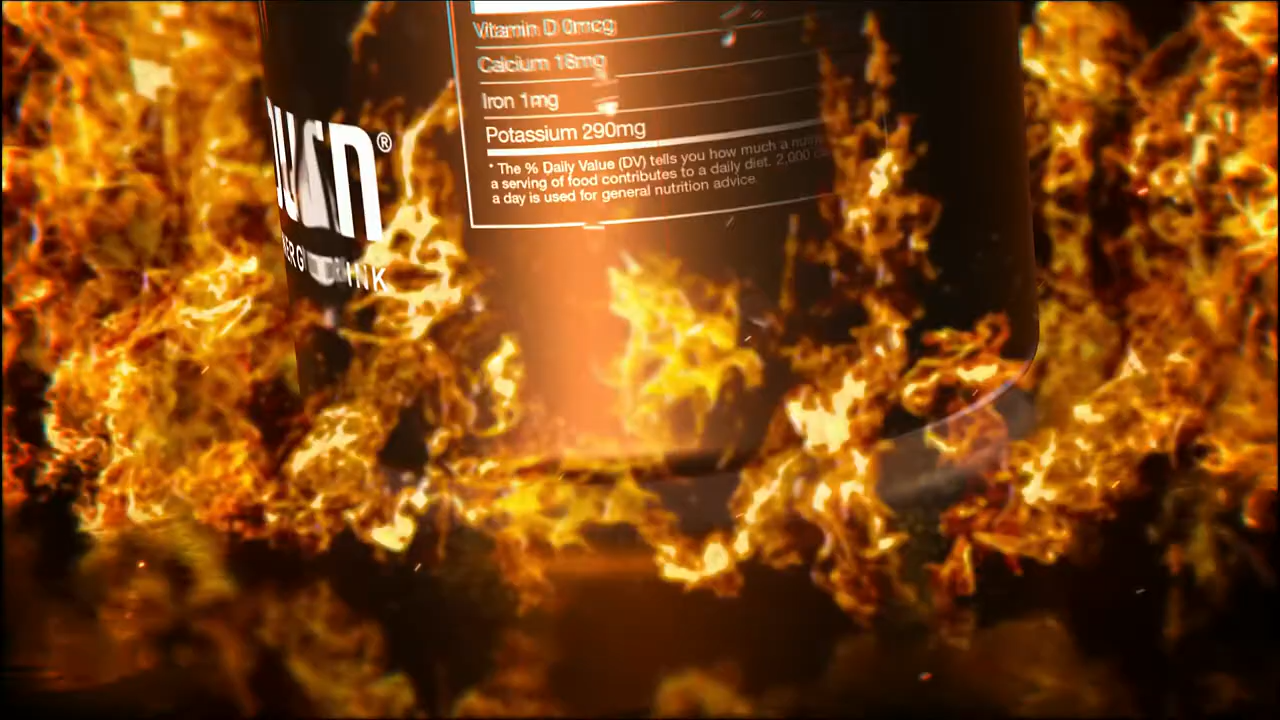 Vitamin D 0mcg
Calcium 18mg
Iron 1mg
Potassium 290mg
* The % Daily Value (DV) tells you how much a
a serving of food contributes to a daily diet. 2,000
a day is used for general nutrition advice.